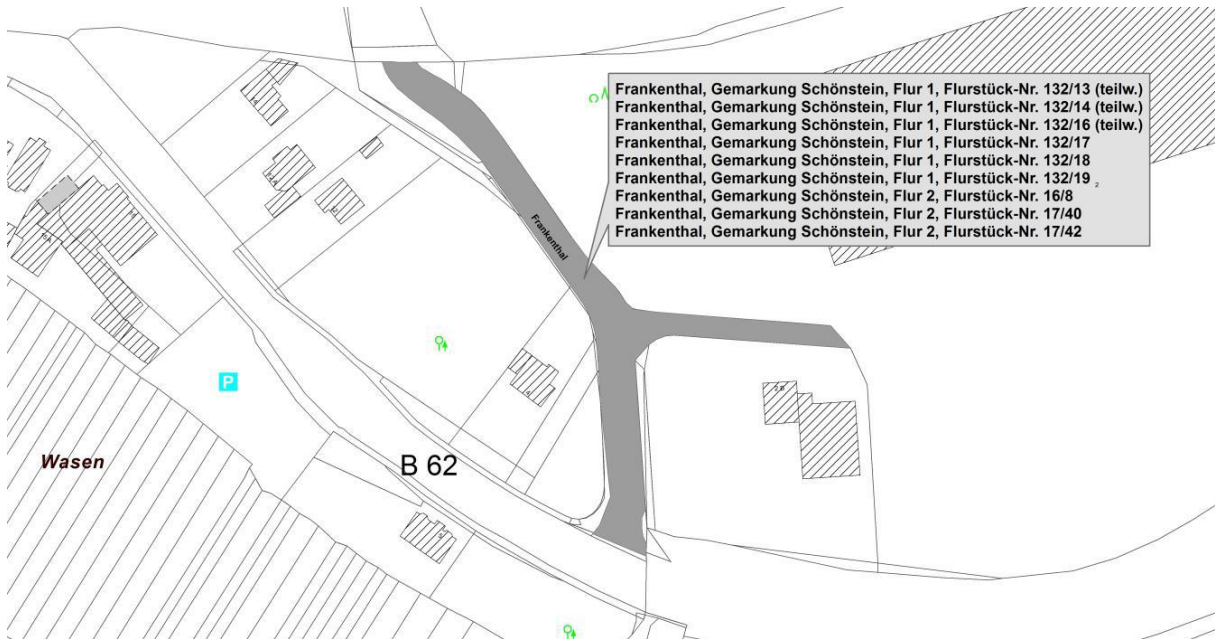 Frankenthal, Gemarkung Schönstein, Flur 1, Flurstück-Nr. 132/13 (teilw.)
Frankenthal, Gemarkung Schönstein, Flur 1, Flurstück-Nr. 132/14 (teilw.)
Frankenthal, Gemarkung Schönstein, Flur 1, Flurstück-Nr. 132/16 (teilw.)
Frankenthal, Gemarkung Schönstein, Flur 1, Flurstück-Nr. 132/17
Frankenthal, Gemarkung Schönstein, Flur 1, Flurstück-Nr. 132/18
Frankenthal, Gemarkung Schönstein, Flur 1, Flurstück-Nr. 132/19
2
Frankenthal, Gemarkung Schönstein, Flur 2, Flurstück-Nr. 16/8
Frankenthal, Gemarkung Schönstein, Flur 2, Flurstück-Nr. 17/40
Frankenthal, Gemarkung Schönstein, Flur 2, Flurstück-Nr. 17/42
Frankenthal
P
2 B
4
Wasen
B 62